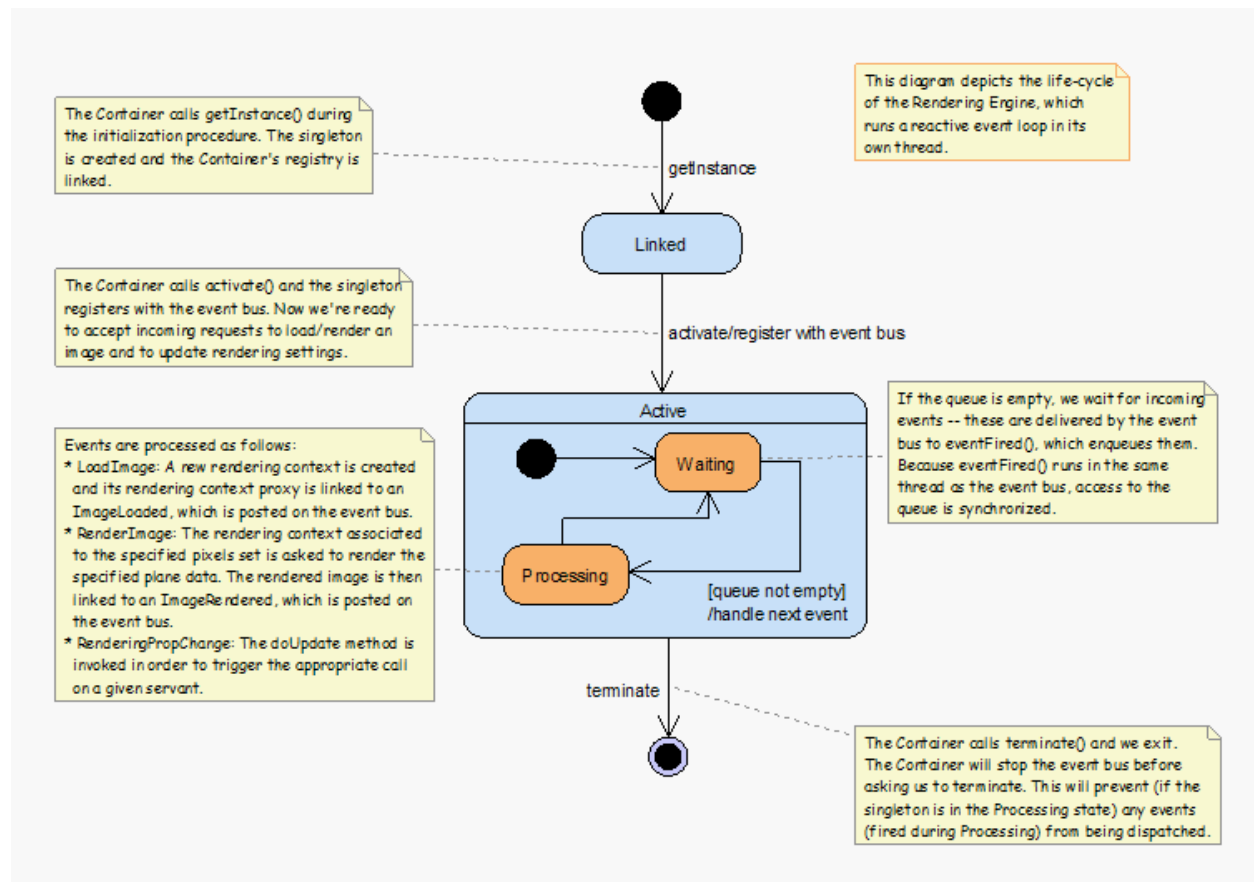 This diagram depicts the life-cycle
of the Rendering Engine, which
runs a reactive event loop in its
own thread.
The Container calls getInstance() during
the initialization procedure. The singleton
is created and the Container's registry is
linked.
getInstance
Linked
The Container calls activate() and the singleton
registers with the event bus. Now we're ready
to accept incoming requests to load/render an
image and to update rendering settings.
activate/register with event bus
Active
Waiting
If the queue is empty, we wait for incoming
events -- these are delivered by the event
bus to eventFired(), which enqueues them.
Because eventFired() runs in the same
thread as the event bus, access to the
queue is synchronized.
Events are processed as follows:
* LoadImage: A new rendering context is created
and its rendering context proxy is linked to an
ImageLoaded, which is posted on the event bus.
* RenderImage: The rendering context associated
to the specified pixels set is asked to render the
specified plane data. The rendered image is then
linked to an ImageRendered, which is posted on
the event bus.
* RenderingPropChange: The doUpdate method is
invoked in order to trigger the appropriate call
on a given servant.
Processing
[queue not empty]
/handle next event
terminate
The Container calls terminate() and we exit.
The Container will stop the event bus before
asking us to terminate. This will prevent (if the
singleton is in the Processing state) any events
(fired during Processing) from being dispatched.